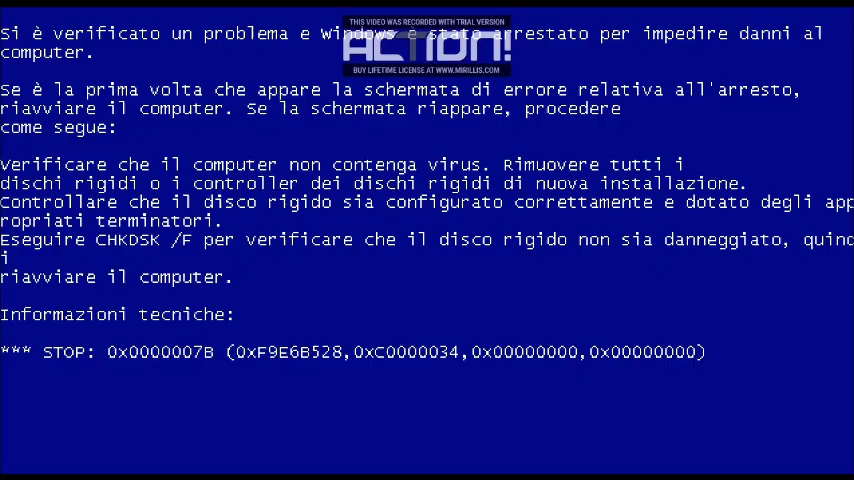 THIS VIDEO WAS RECORDED WITH TRIAL VERSION
ACTION!
BUY LIFETIME LICENSE AT WWW.MIRILLIS.COM
Si è verificato un problema e Windows è stato arrestato per impedire danni al
computer.
Se è la prima volta che appare la schermata di errore relativa all'arresto,
riavviare il computer. Se la schermata riappare, procedere
come segue:
Verificare che il computer non contenga virus. Rimuovere tutti i
dischi rigidi o i controller dei dischi rigidi di nuova installazione.
Controllare che il disco rigido sia configurato correttamente e dotato degli app
ropriati terminatori.
Eseguire CHKDSK /F per verificare che il disco rigido non sia danneggiato, quind
i
riavviare il computer.
Informazioni tecniche:
*** STOP: 0x0000007B (0xF9E6B528,0xC0000034,0x00000000,0x00000000)